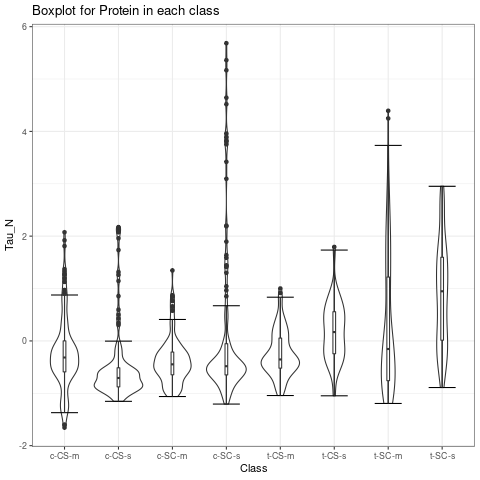 Boxplot for Protein in each class
6
4
2
0
-2
Tau_N
c-CS-m c-CS-s c-SC-m c-SC-s t-CS-m t-CS-s t-SC-m t-SC-s
Class